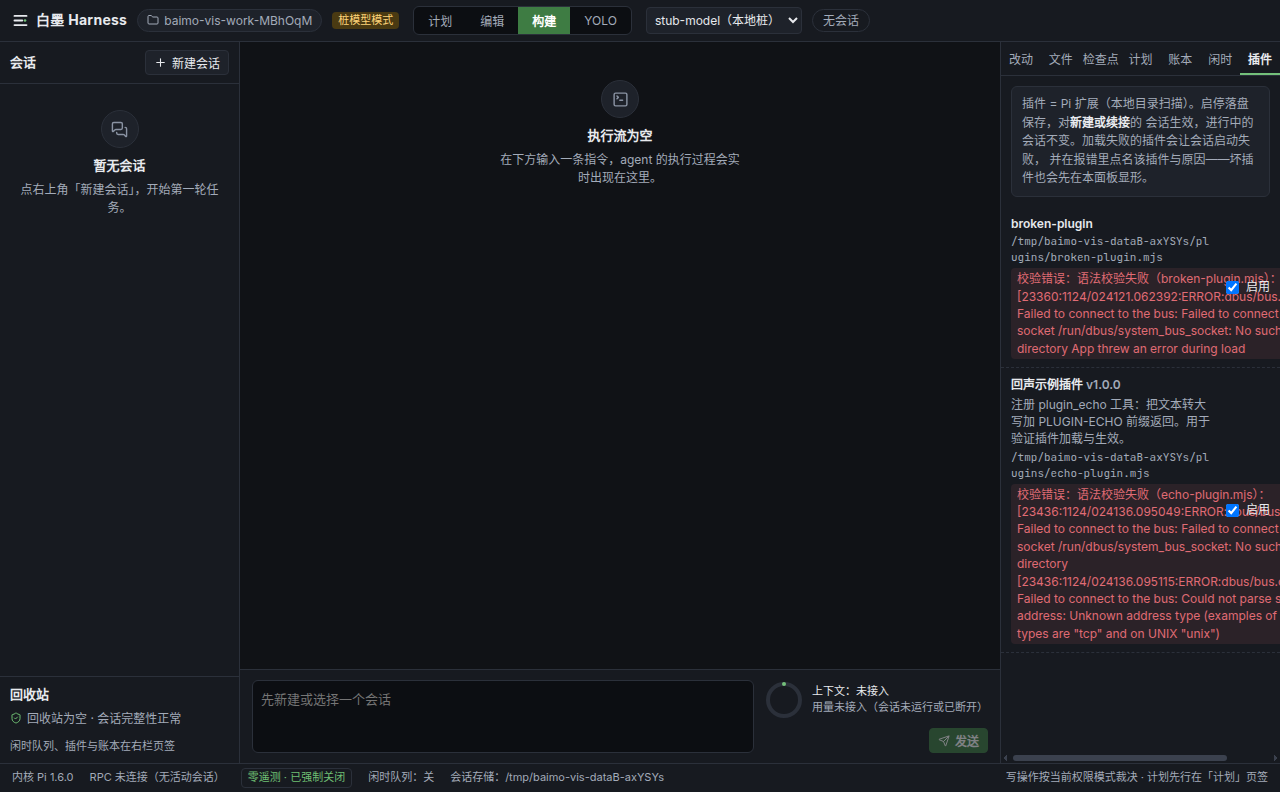 白墨 Harness
baimo-vis-work-MBhOqM
桩模型模式
计划
编辑
构建
YOLO
stub-model（本地桩）
无会话
会话
新建会话
暂无会话
点右上角「新建会话」，开始第一轮任
务。
回收站
回收站为空 · 会话完整性正常
闲时队列、插件与账本在右栏页签
执行流为空
在下方输入一条指令，agent 的执行过程会实
时出现在这里。
先新建或选择一个会话
上下文：未接入
用量未接入（会话未运行或已断开）
发送
改动
文件
检查点
计划
账本
闲时
插件
插件 = Pi 扩展（本地目录扫描）。启停落盘
保存，对新建或续接的 会话生效，进行中的
会话不变。加载失败的插件会让会话启动失
败， 并在报错里点名该插件与原因——坏插
件也会先在本面板显形。
broken-plugin
/tmp/baimo-vis-dataB-axYSYs/pl
ugins/broken-plugin.mjs
校验错误：语法校验失败（broken-plugin.mjs）：
[23360:1124/024121.062392:ERROR:dbus/bus.
Failed to connect to the bus: Failed to connect
socket /run/dbus/system_bus_socket: No such
directory App threw an error during load
启用
回声示例插件 v1.0.0
注册 plugin_echo 工具：把文本转大
写加 PLUGIN-ECHO 前缀返回。用于
验证插件加载与生效。
/tmp/baimo-vis-dataB-axYSYs/pl
ugins/echo-plugin.mjs
校验错误：语法校验失败（echo-plugin.mjs）：
[23436:1124/024136.095049:ERROR:dbus/bus
Failed to connect to the bus: Failed to connect
socket /run/dbus/system_bus_socket: No such
directory
[23436:1124/024136.095115:ERROR:dbus/bus.
Failed to connect to the bus: Could not parse s
address: Unknown address type (examples of
types are "tcp" and on UNIX "unix")
启用
内核 Pi 1.6.0
RPC 未连接（无活动会话）
零遥测 · 已强制关闭
闲时队列：关
会话存储：/tmp/baimo-vis-dataB-axYSYs
写操作按当前权限模式裁决 · 计划先行在「计划」页签